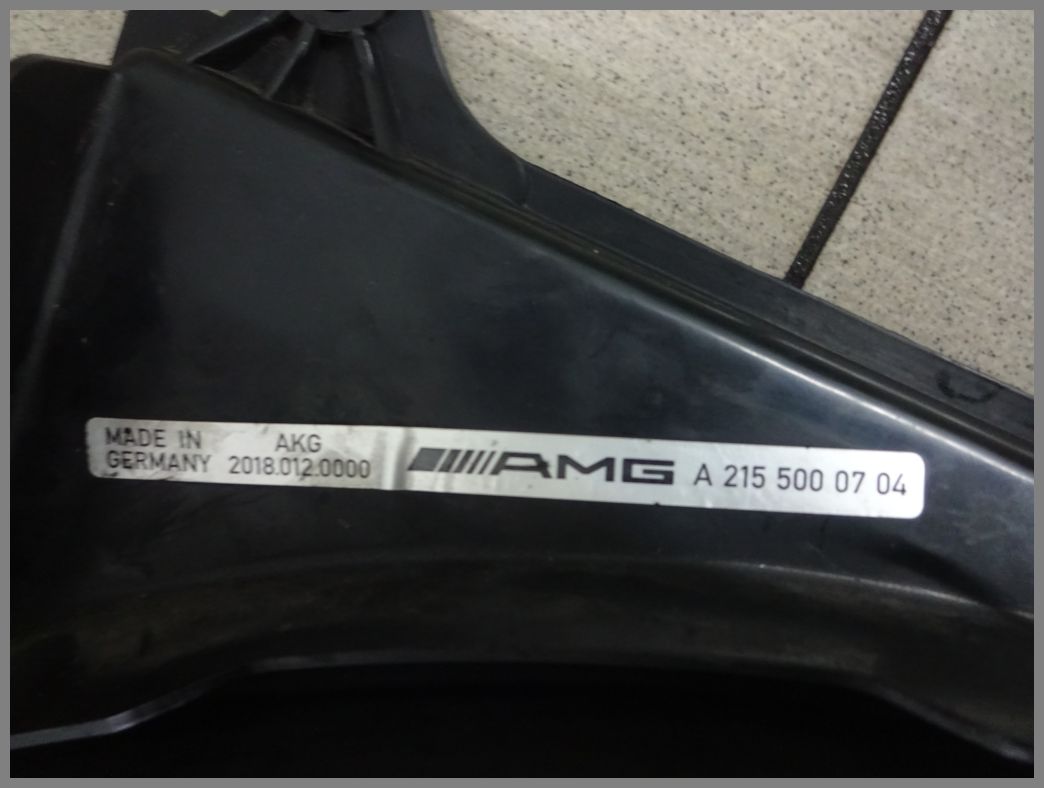 MADE IN AKG
GERMANY 2018.012.0000
AMG A 215 500 07 04